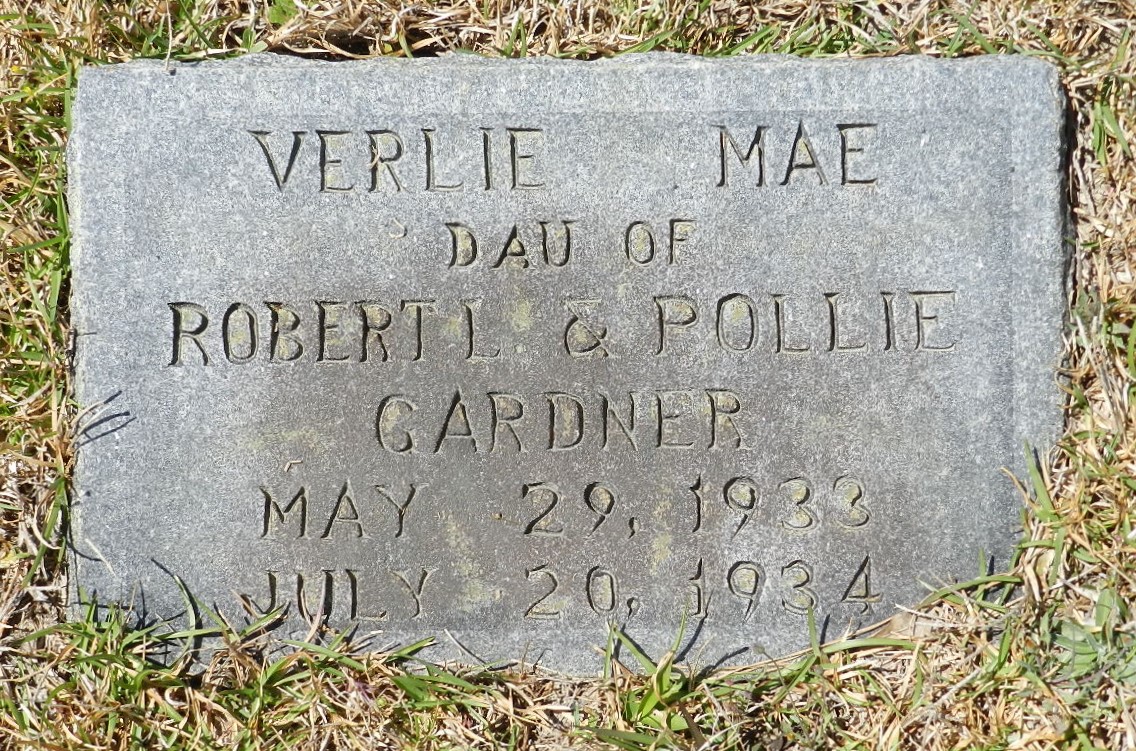 VERLIE MAE
DAU OF
ROBERT L & POLLIE
GARDNER
MAY 29, 1933
JULY 20, 1934